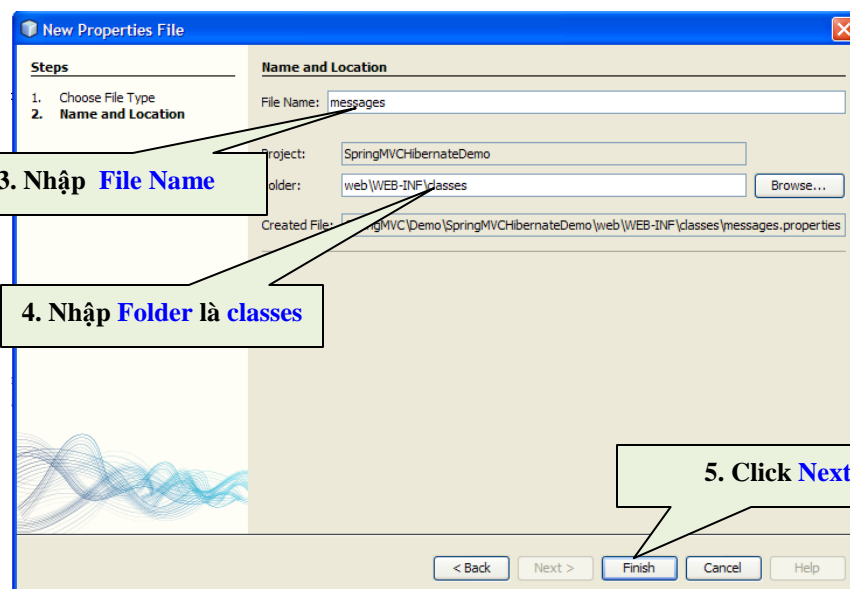 New Properties File
Steps
1. Choose File Type
2. Name and Location
Name and Location
File Name: messages
Project: SpringMVCHibernateDemo
3. Nhập File Name
older: web\WEB-INF\classes Browse...
Created File: ngMVC\Demo\SpringMVCHibernateDemo\web\WEB-INF\classes\messages.properties
4. Nhập Folder là classes
5. Click Next
< Back Next > Finish Cancel Help